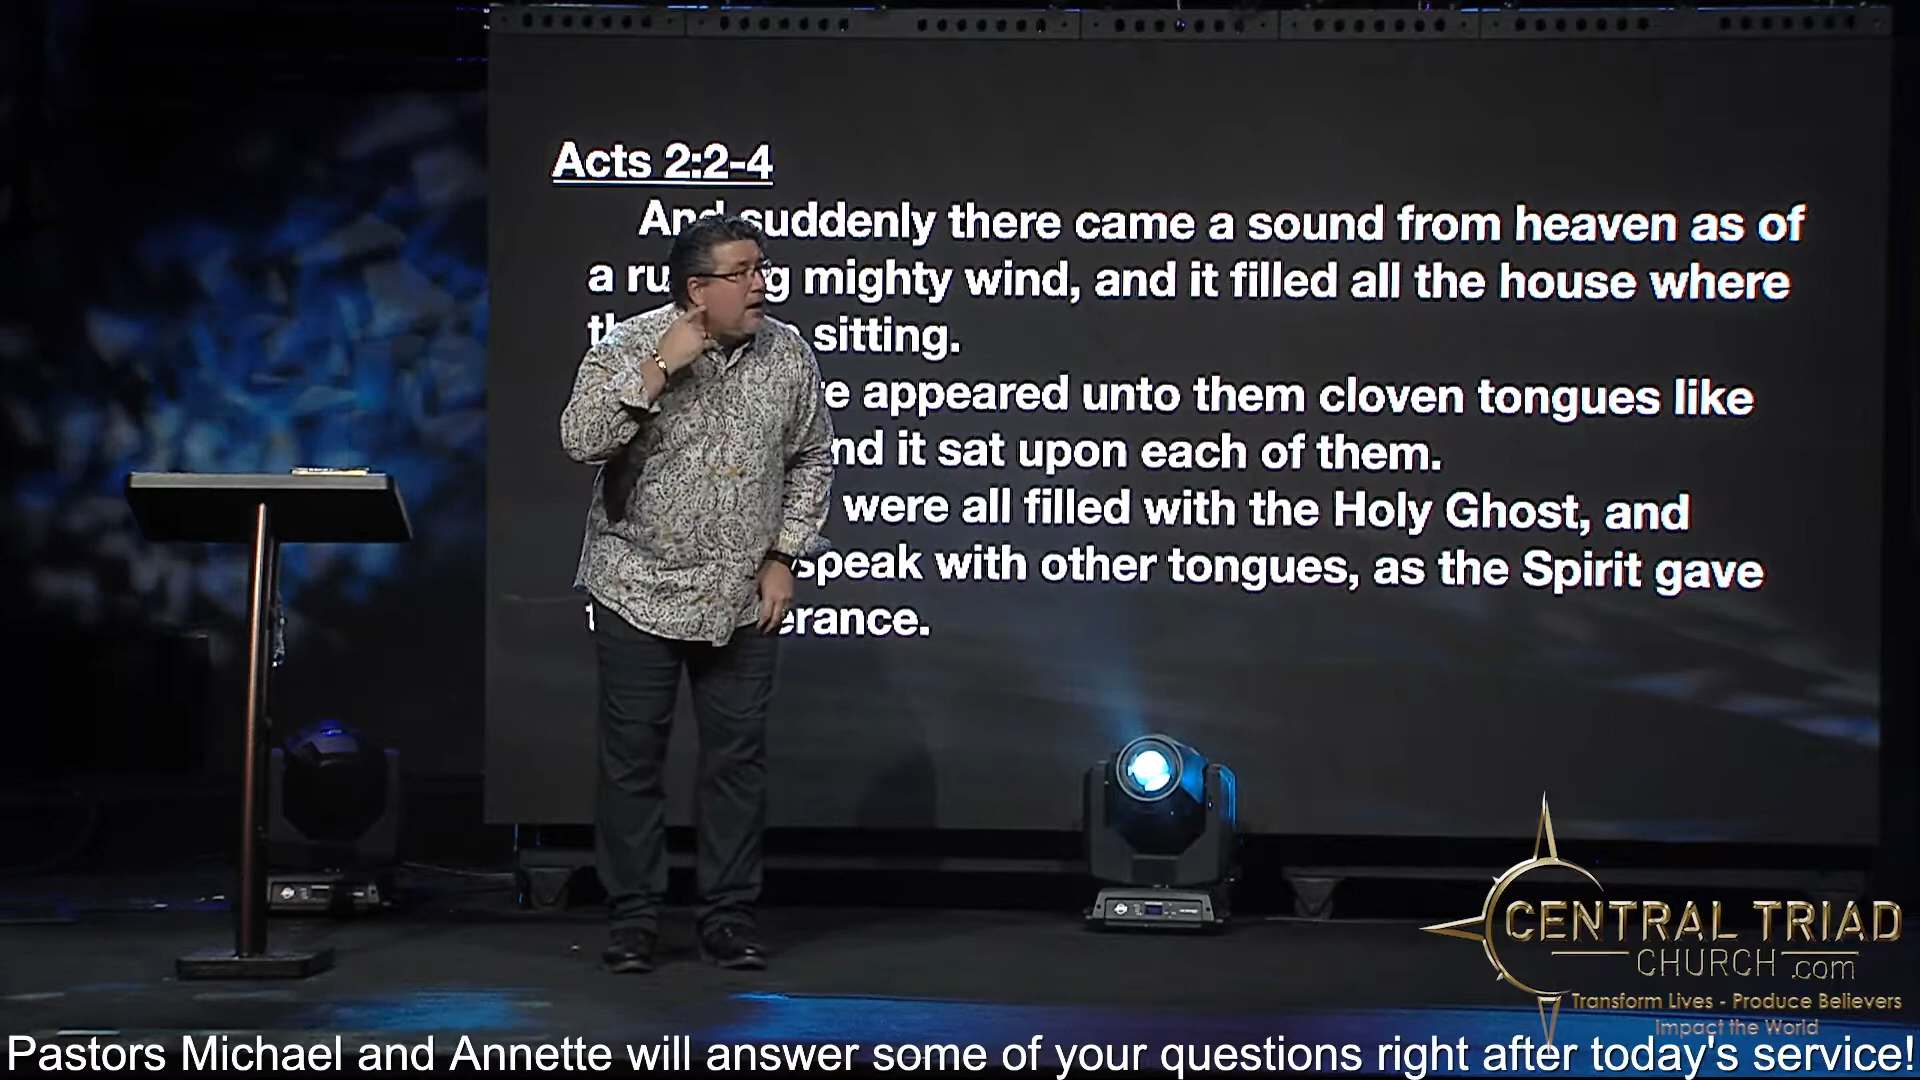 Acts 2:2-4
And suddenly there came a sound from heaven as of
a mighty wind, and it filled all the house where
sitting.
appeared unto them cloven tongues like
and it sat upon each of them.
were all filled with the Holy Ghost, and
speak with other tongues, as the Spirit gave
CENTRAL TRIAD
CHURCH .com
Transform Lives - Produce Believers
Impact the World
Pastors Michael and Annette will answer some of your questions right after today's service!